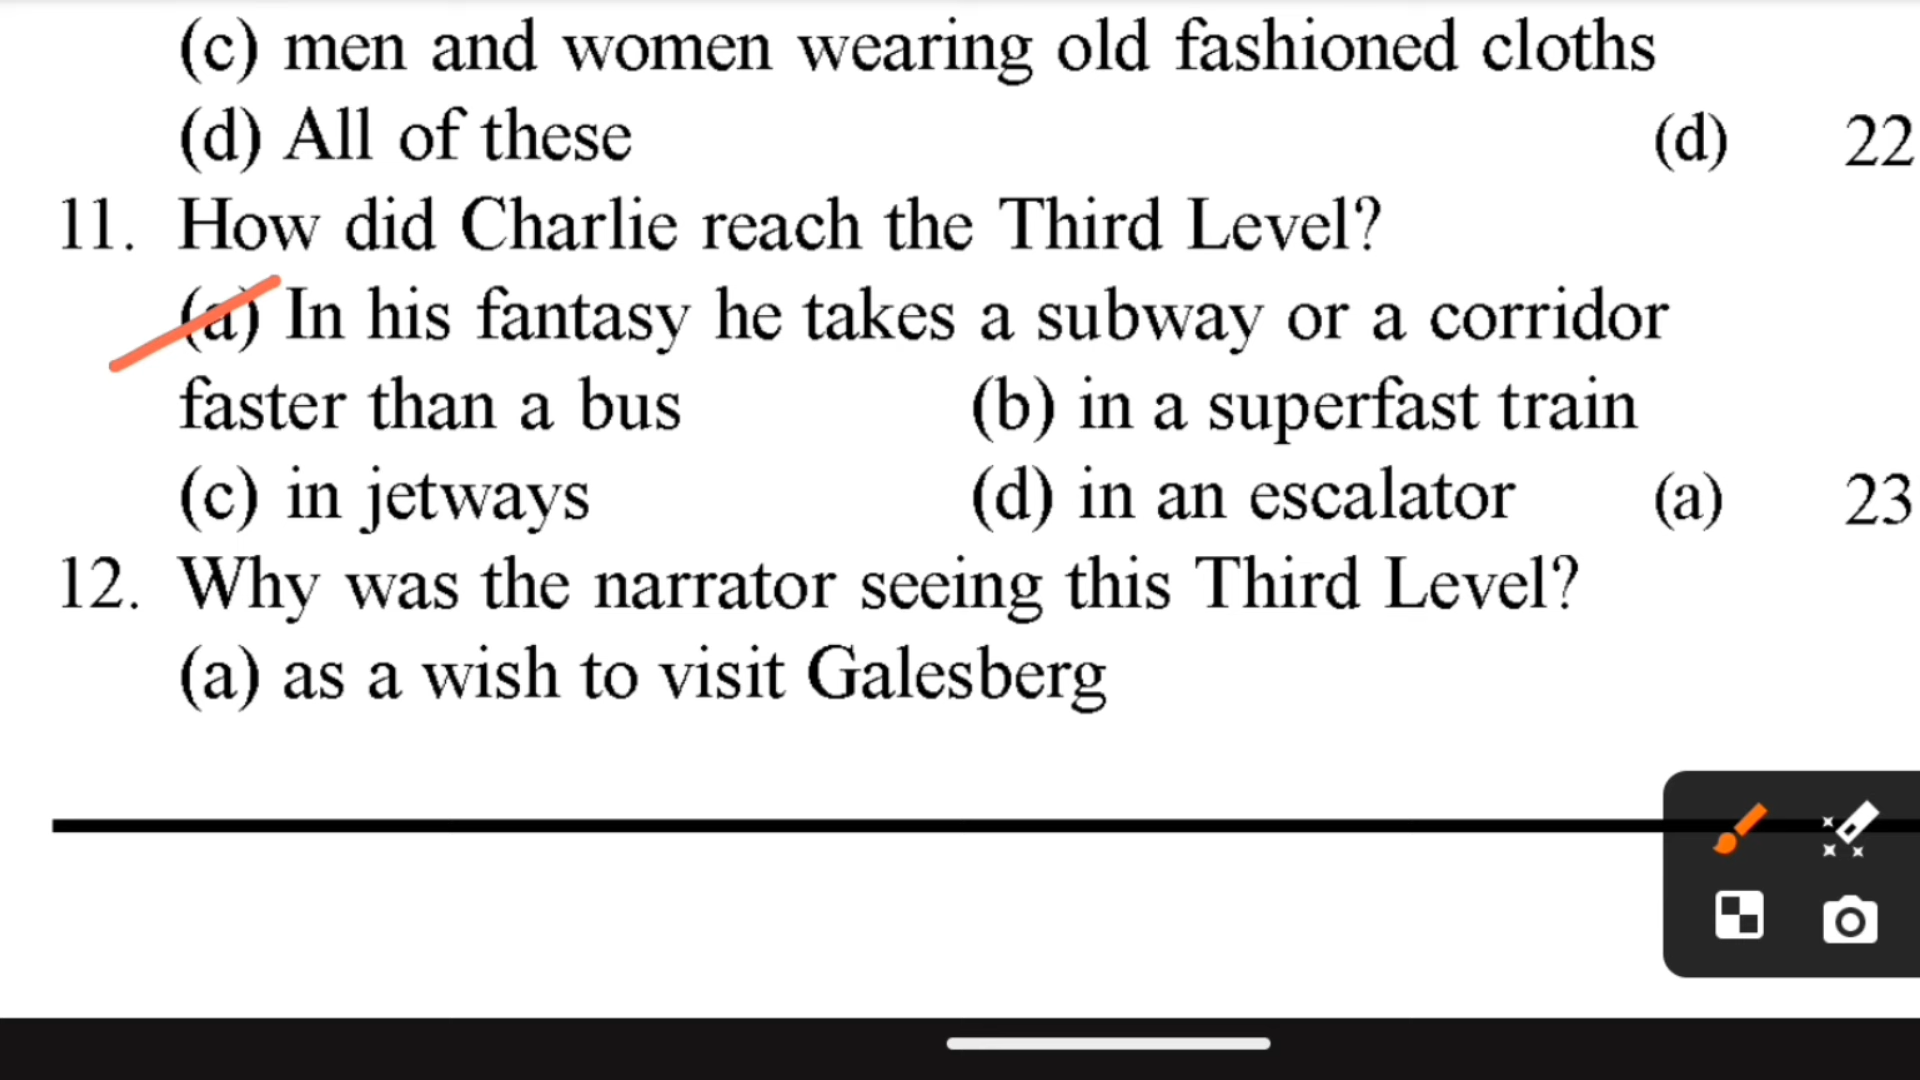 (c) men and women wearing old fashioned cloths
(d) All of these (d) 22
11. How did Charlie reach the Third Level?
(a) In his fantasy he takes a subway or a corridor
faster than a bus (b) in a superfast train
(c) in jetways (d) in an escalator (a) 23
12. Why was the narrator seeing this Third Level?
(a) as a wish to visit Galesberg